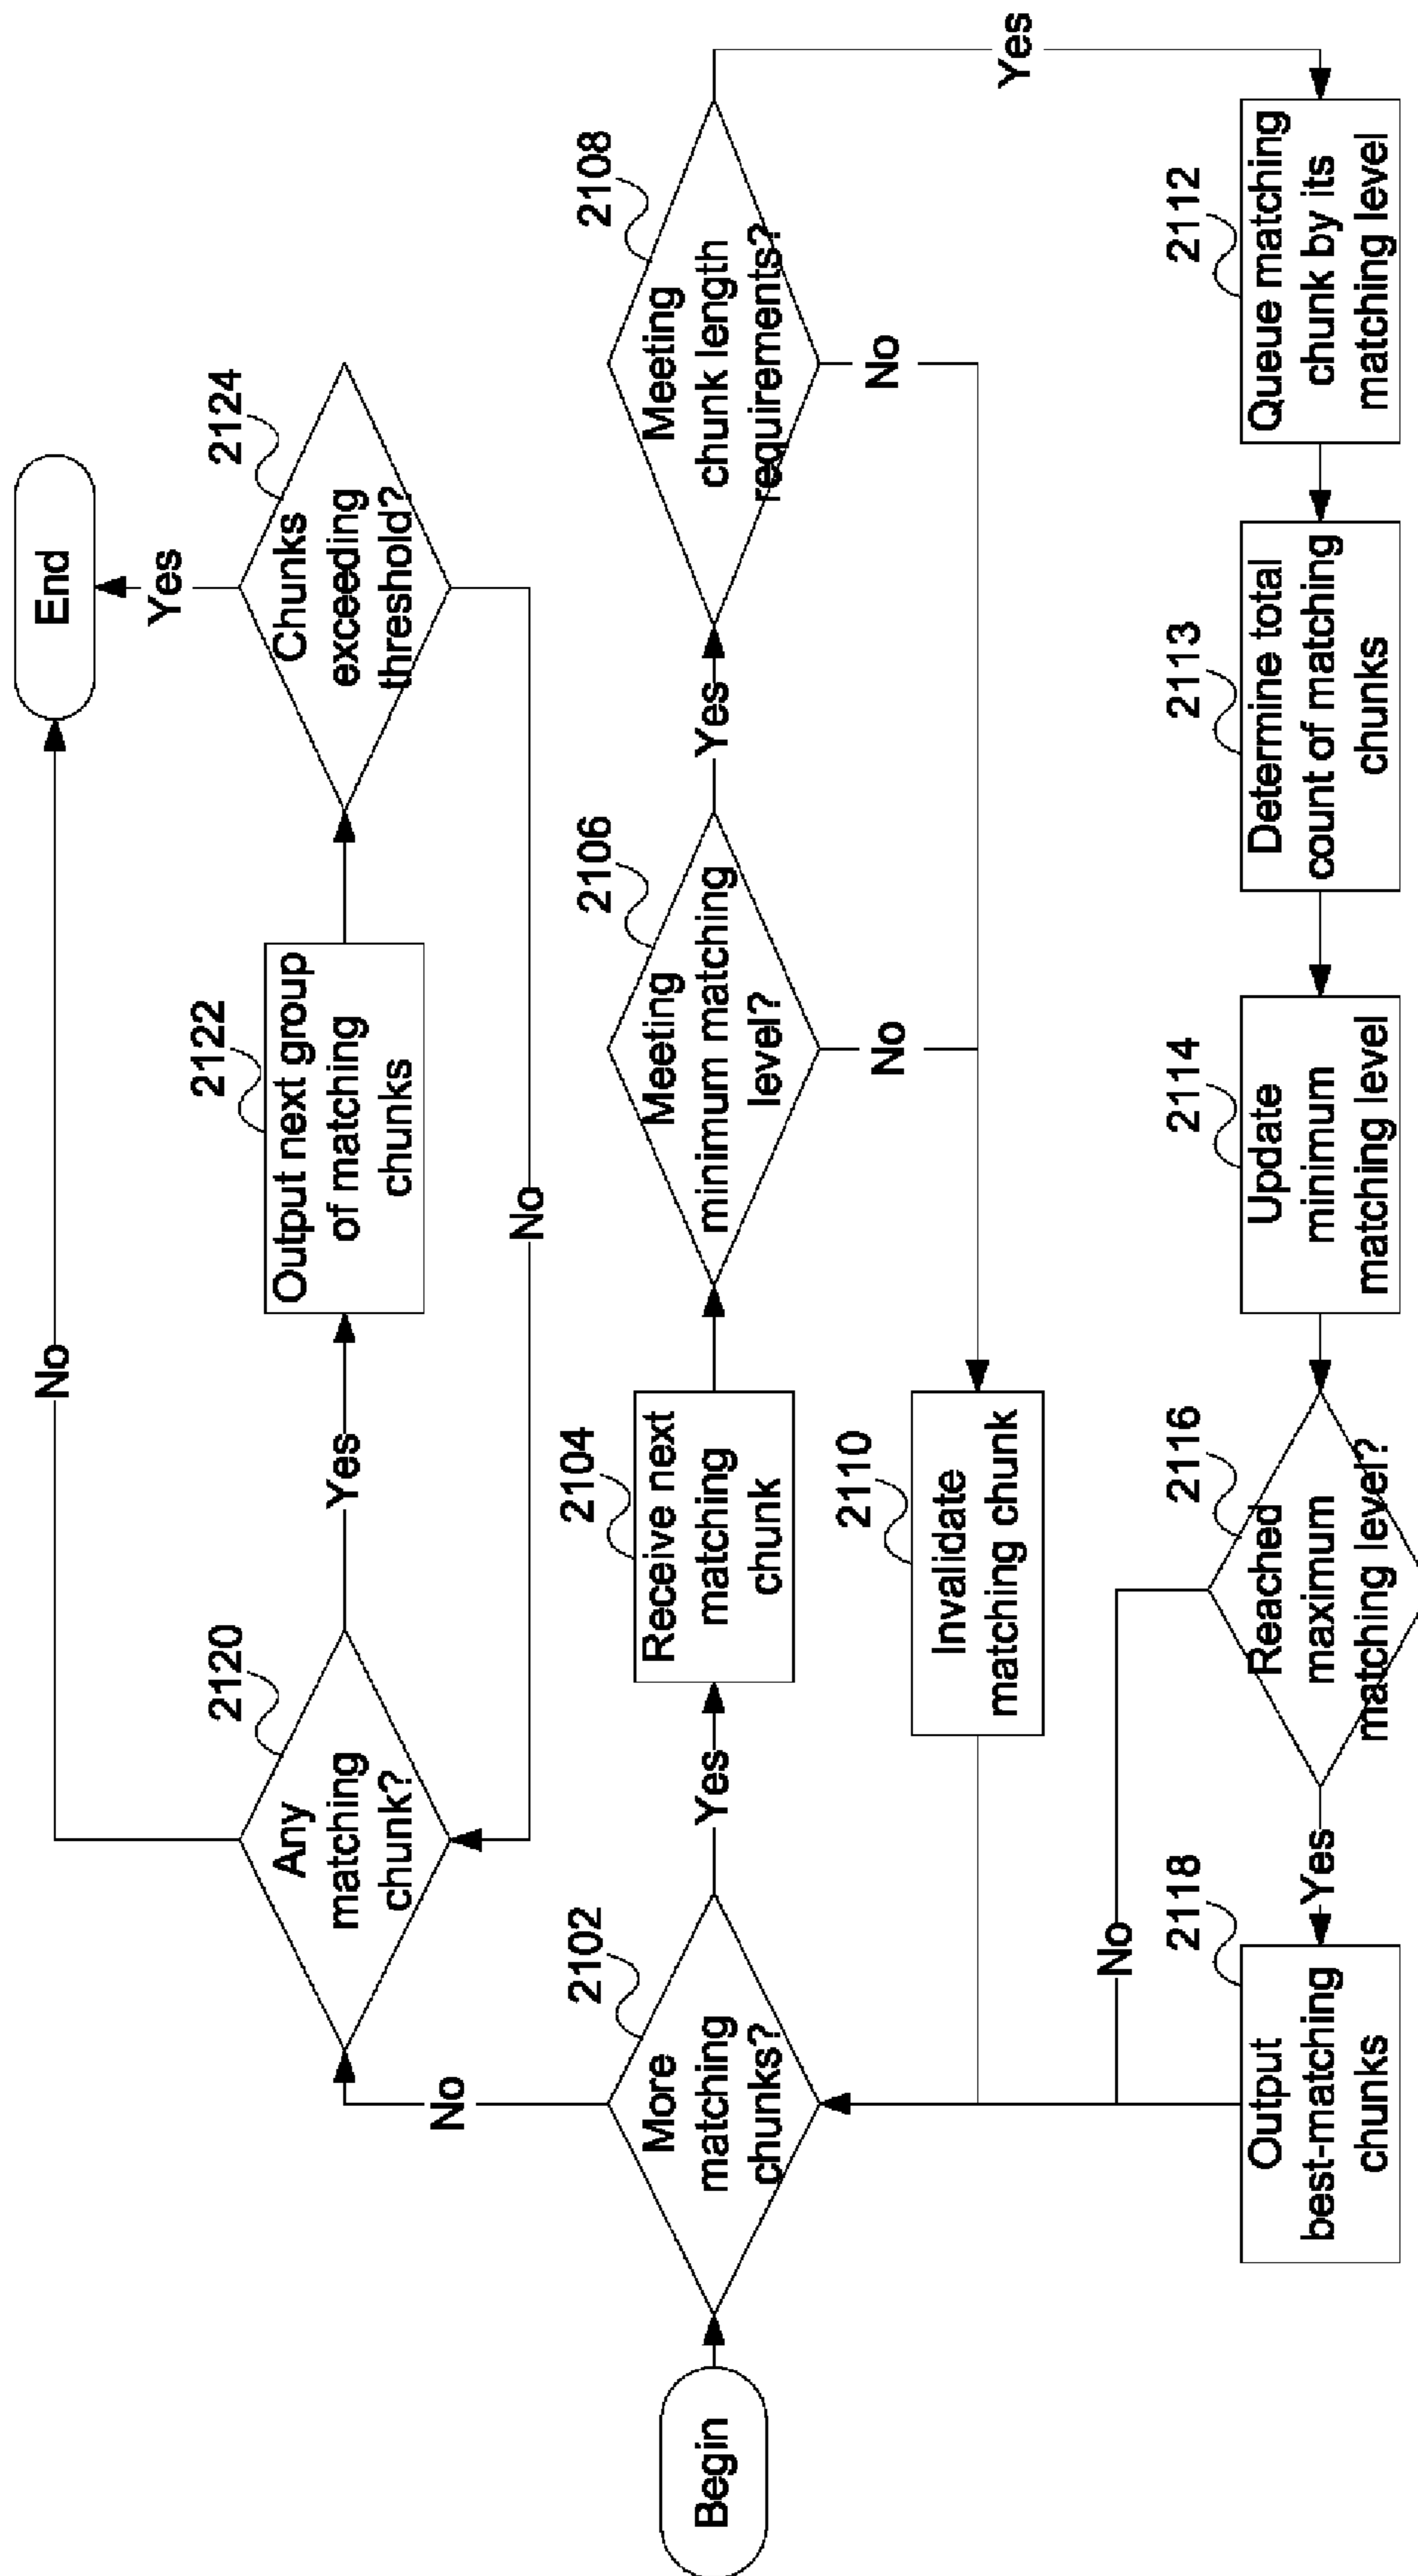 End
No
Yes
2120
Any
matching
chunk?
Yes
2122
Output next group
of matching
chunks
2124
Chunks
exceeding
threshold?
No
No
Begin
2102
More
matching
chunks?
Yes
2104
Receive next
matching
chunk
2106
Meeting
minimum matching
level?
Yes
2108
Meeting
chunk length
requirements?
No
No
Yes
2110
Invalidate
matching chunk
No
2118
Output
best-matching
chunks
Yes
2116
Reached
maximum
matching level?
2114
Update
minimum
matching level
2113
Determine total
count of matching
chunks
2112
Queue matching
chunk by its
matching level